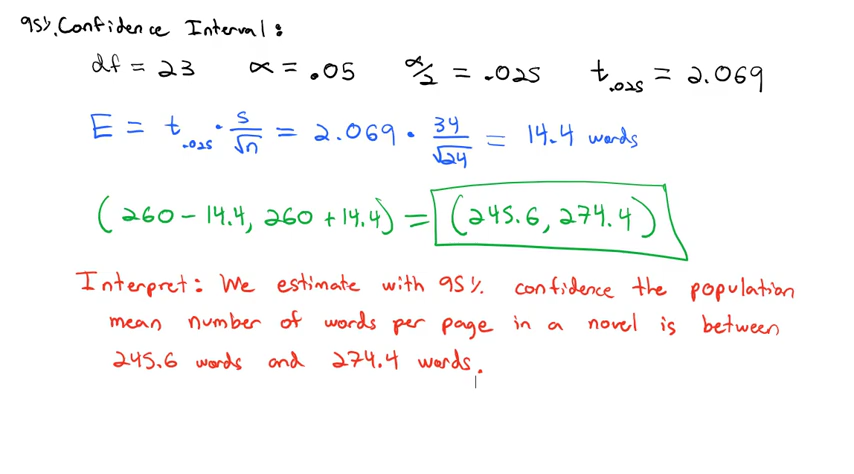 95% Confidence Interval:
df = 23 α = .05 α/2 = .025 t.025 = 2.069
E = t.025 · s/√n = 2.069 · 34/√24 = 14.4 words
(260 - 14.4, 260 + 14.4) = (245.6, 274.4)
Interpret: We estimate with 95% confidence the population
mean number of words per page in a novel is between
245.6 words and 274.4 words.